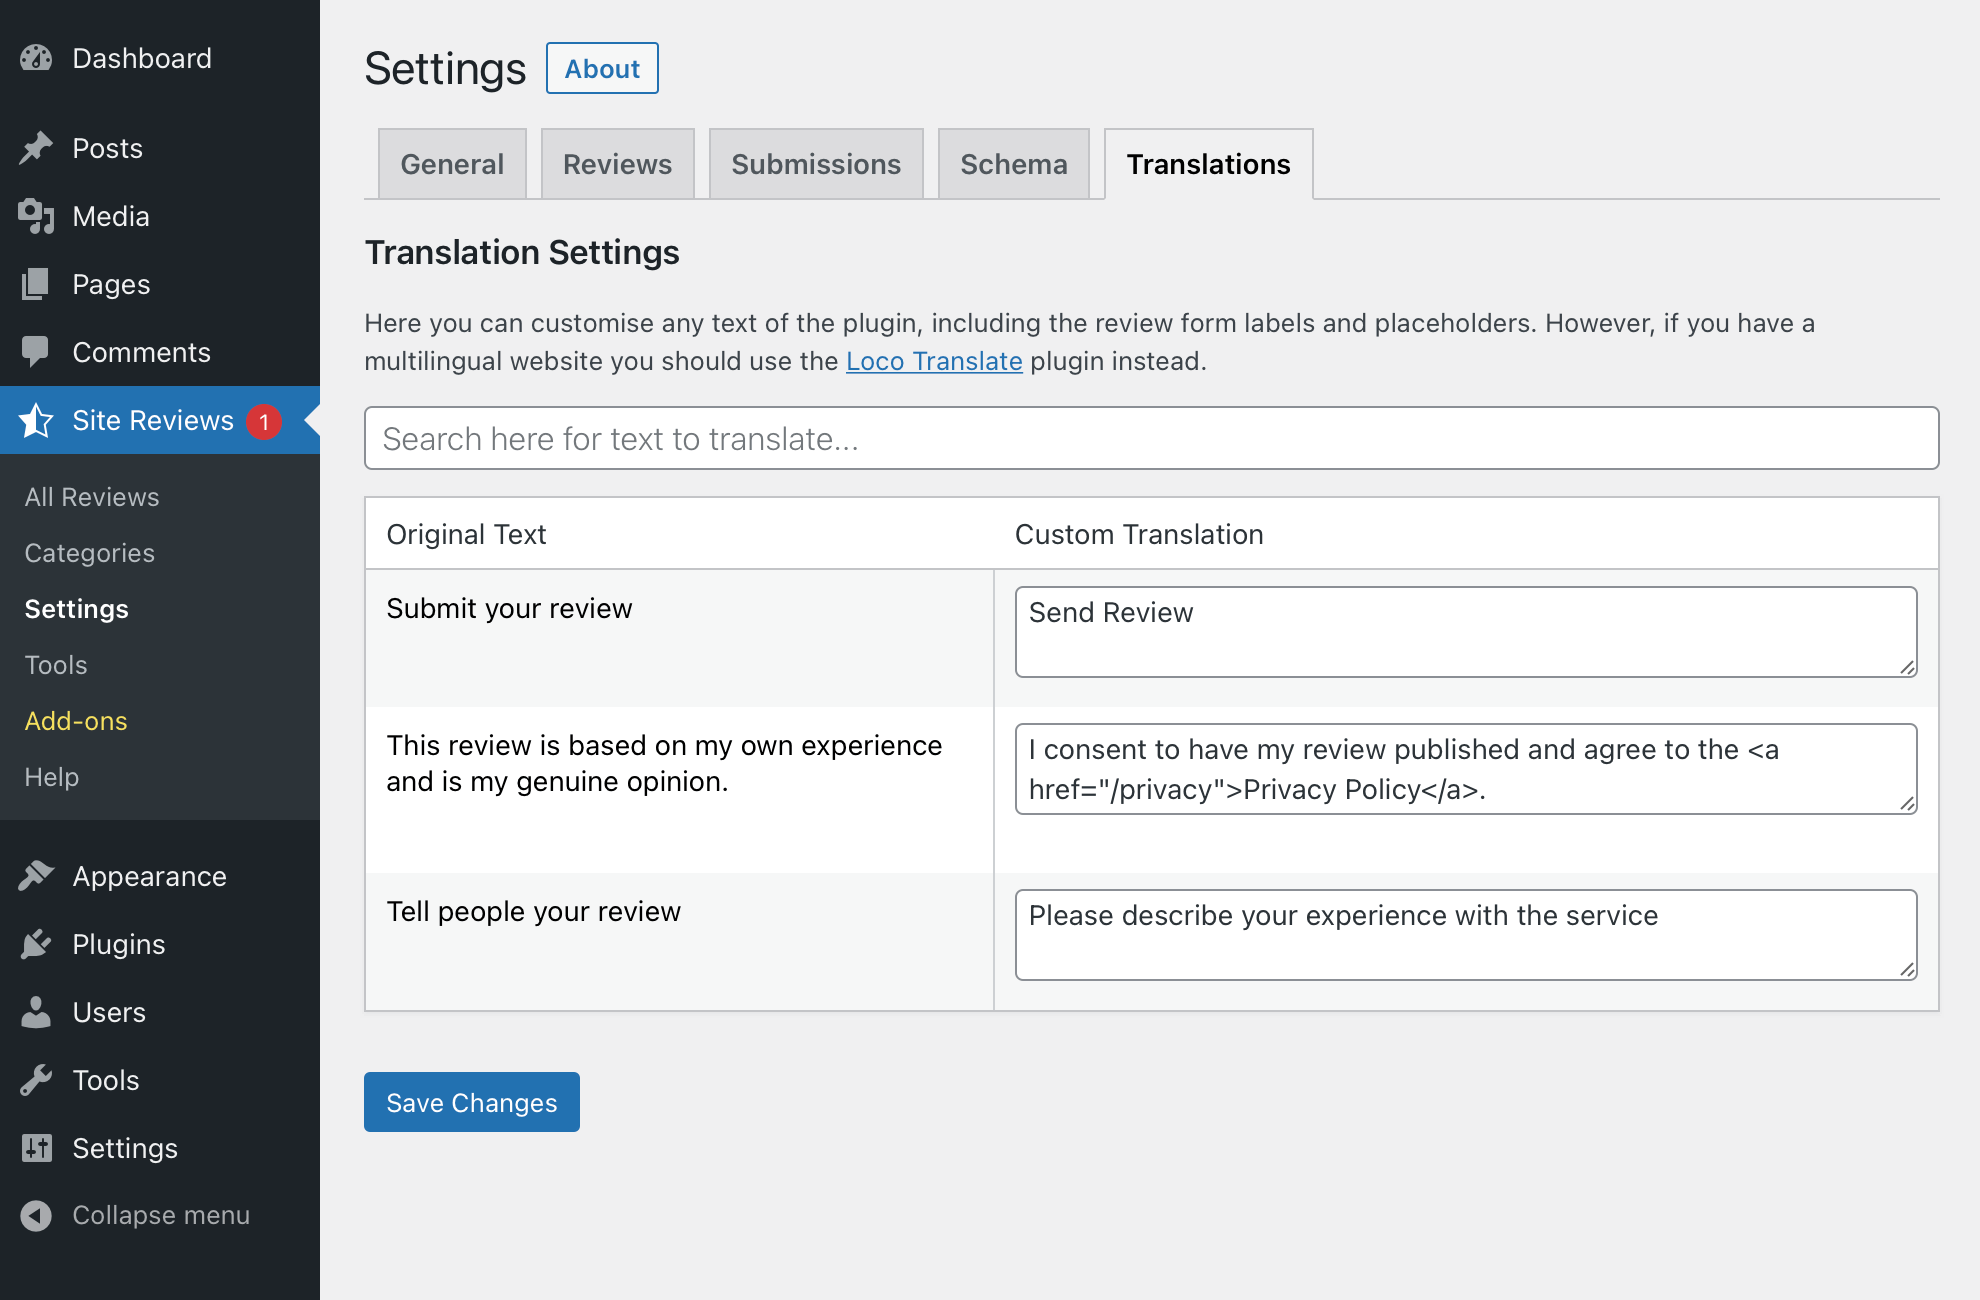 Dashboard
Posts
Media
Pages
Comments
Site Reviews 1
All Reviews
Categories
Settings
Tools
Add-ons
Help
Appearance
Plugins
Users
Tools
Settings
Collapse menu
Settings About
General Reviews Submissions Schema Translations
Translation Settings
Here you can customise any text of the plugin, including the review form labels and placeholders. However, if you have a
multilingual website you should use the Loco Translate plugin instead.
Search here for text to translate...
Original Text Custom Translation
Submit your review Send Review
This review is based on my own experience
and is my genuine opinion.
I consent to have my review published and agree to the <a
href="/privacy">Privacy Policy</a>.
Tell people your review Please describe your experience with the service
Save Changes